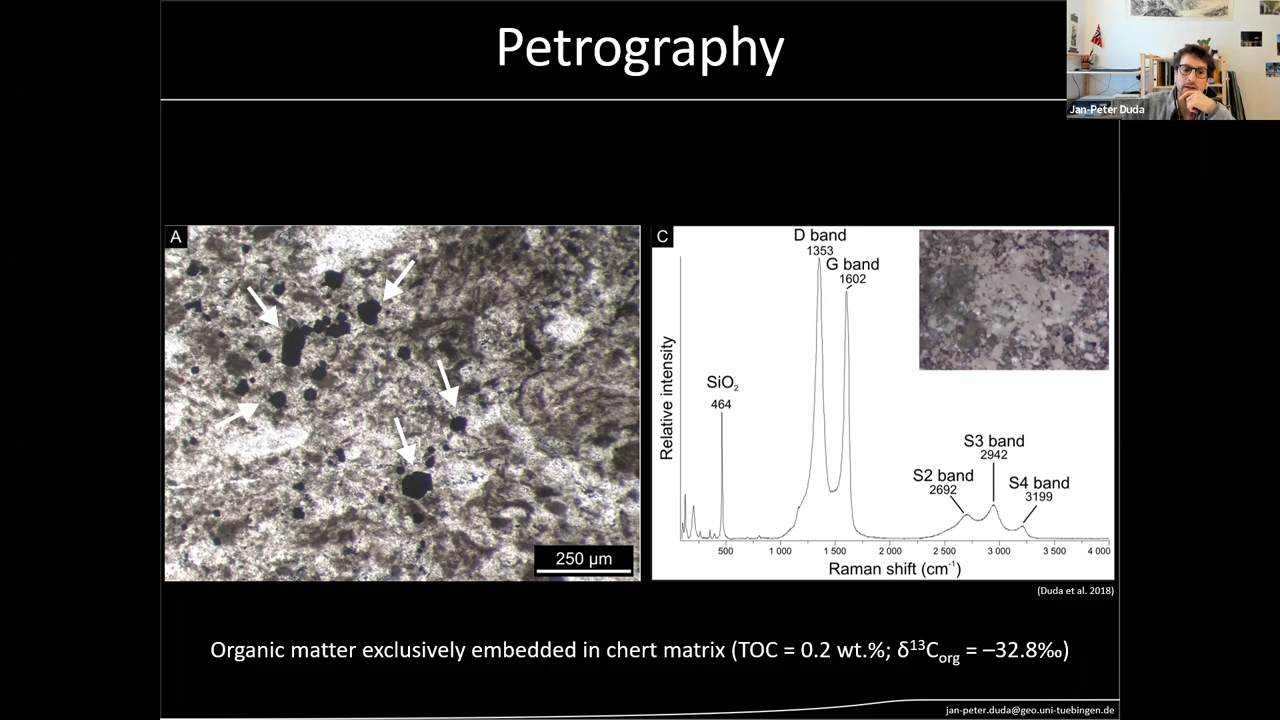 Petrography
Jan-Peter Duda
A
250 µm
C
D band
1353
G band
1602
SiO₂
464
S3 band
2942
S2 band
2692
S4 band
3199
Relative intensity
500 1 000 1 500 2 000 2 500 3 000 3 500 4 000
Raman shift (cm⁻¹)
(Duda et al. 2018)
Organic matter exclusively embedded in chert matrix (TOC = 0.2 wt.%; δ¹³Corg = –32.8‰)
jan-peter.duda@geo.uni-tuebingen.de